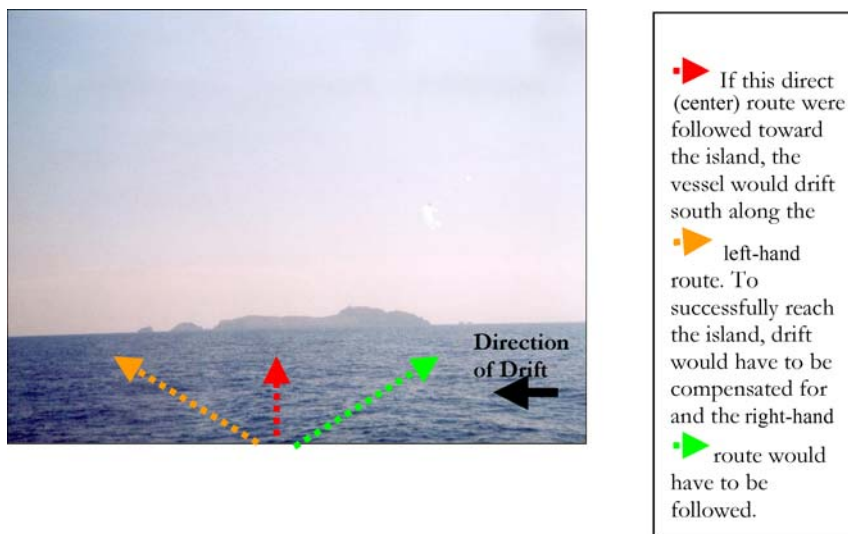 Direction
of Drift
If this direct
(center) route were
followed toward
the island, the
vessel would drift
south along the
left-hand
route. To
successfully reach
the island, drift
would have to be
compensated for
and the right-hand
route would
have to be
followed.